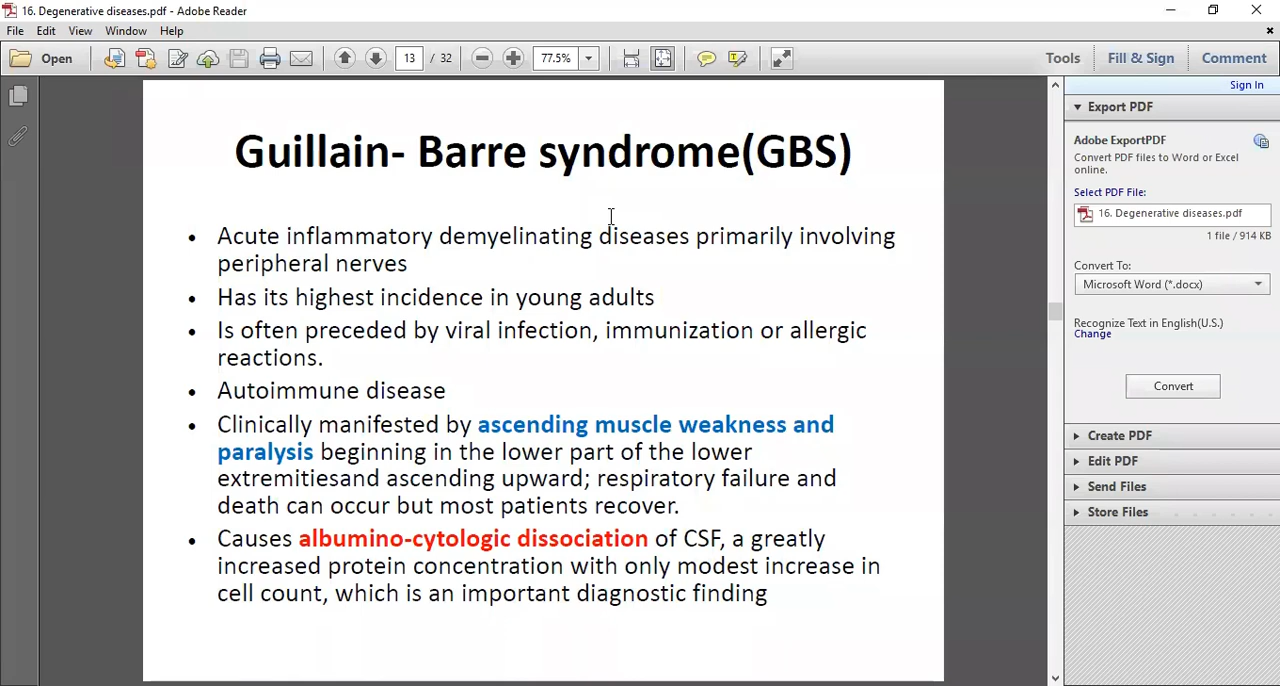 16. Degenerative diseases.pdf - Adobe Reader
File Edit View Window Help
Open 13 / 32 77.5% Tools Fill & Sign Comment
Sign In
Guillain- Barre syndrome(GBS)
• Acute inflammatory demyelinating diseases primarily involving
peripheral nerves
• Has its highest incidence in young adults
• Is often preceded by viral infection, immunization or allergic
reactions.
• Autoimmune disease
• Clinically manifested by ascending muscle weakness and
paralysis beginning in the lower part of the lower
extremitiesand ascending upward; respiratory failure and
death can occur but most patients recover.
• Causes albumino-cytologic dissociation of CSF, a greatly
increased protein concentration with only modest increase in
cell count, which is an important diagnostic finding
Export PDF
Adobe ExportPDF
Convert PDF files to Word or Excel
online.
Select PDF File:
16. Degenerative diseases.pdf
1 file / 914 KB
Convert To:
Microsoft Word (*.docx)
Recognize Text in English(U.S.)
Change
Convert
Create PDF
Edit PDF
Send Files
Store Files